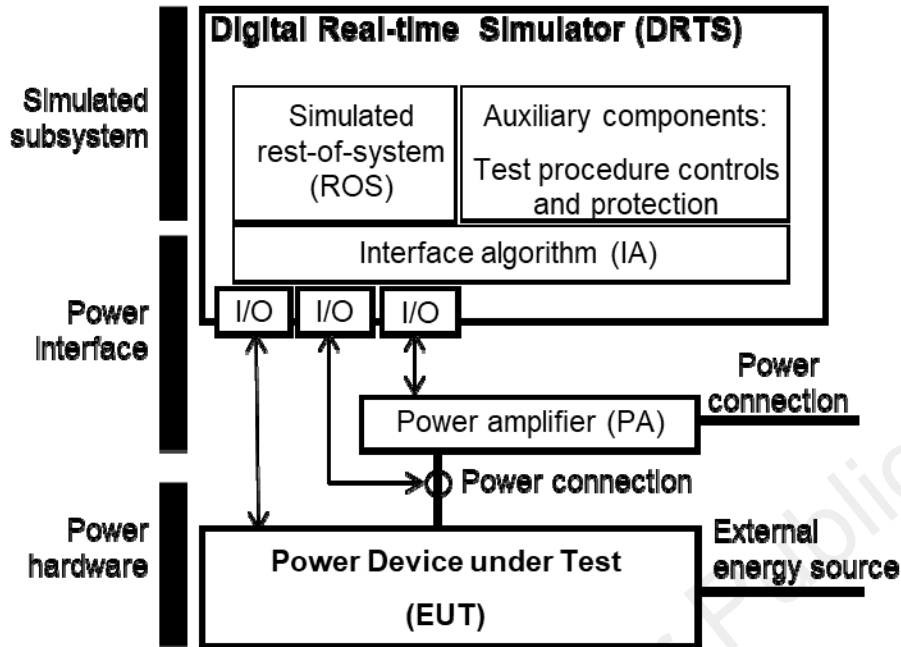 Digital Real-time Simulator (DRTS)
Simulated
subsystem
Simulated
rest-of-system
(ROS)
Auxiliary components:
Test procedure controls
and protection
Interface algorithm (IA)
I/O
I/O
I/O
Power
Interface
Power
connection
Power amplifier (PA)
Power connection
Power
hardware
Power Device under Test
(EUT)
External
energy source
Public